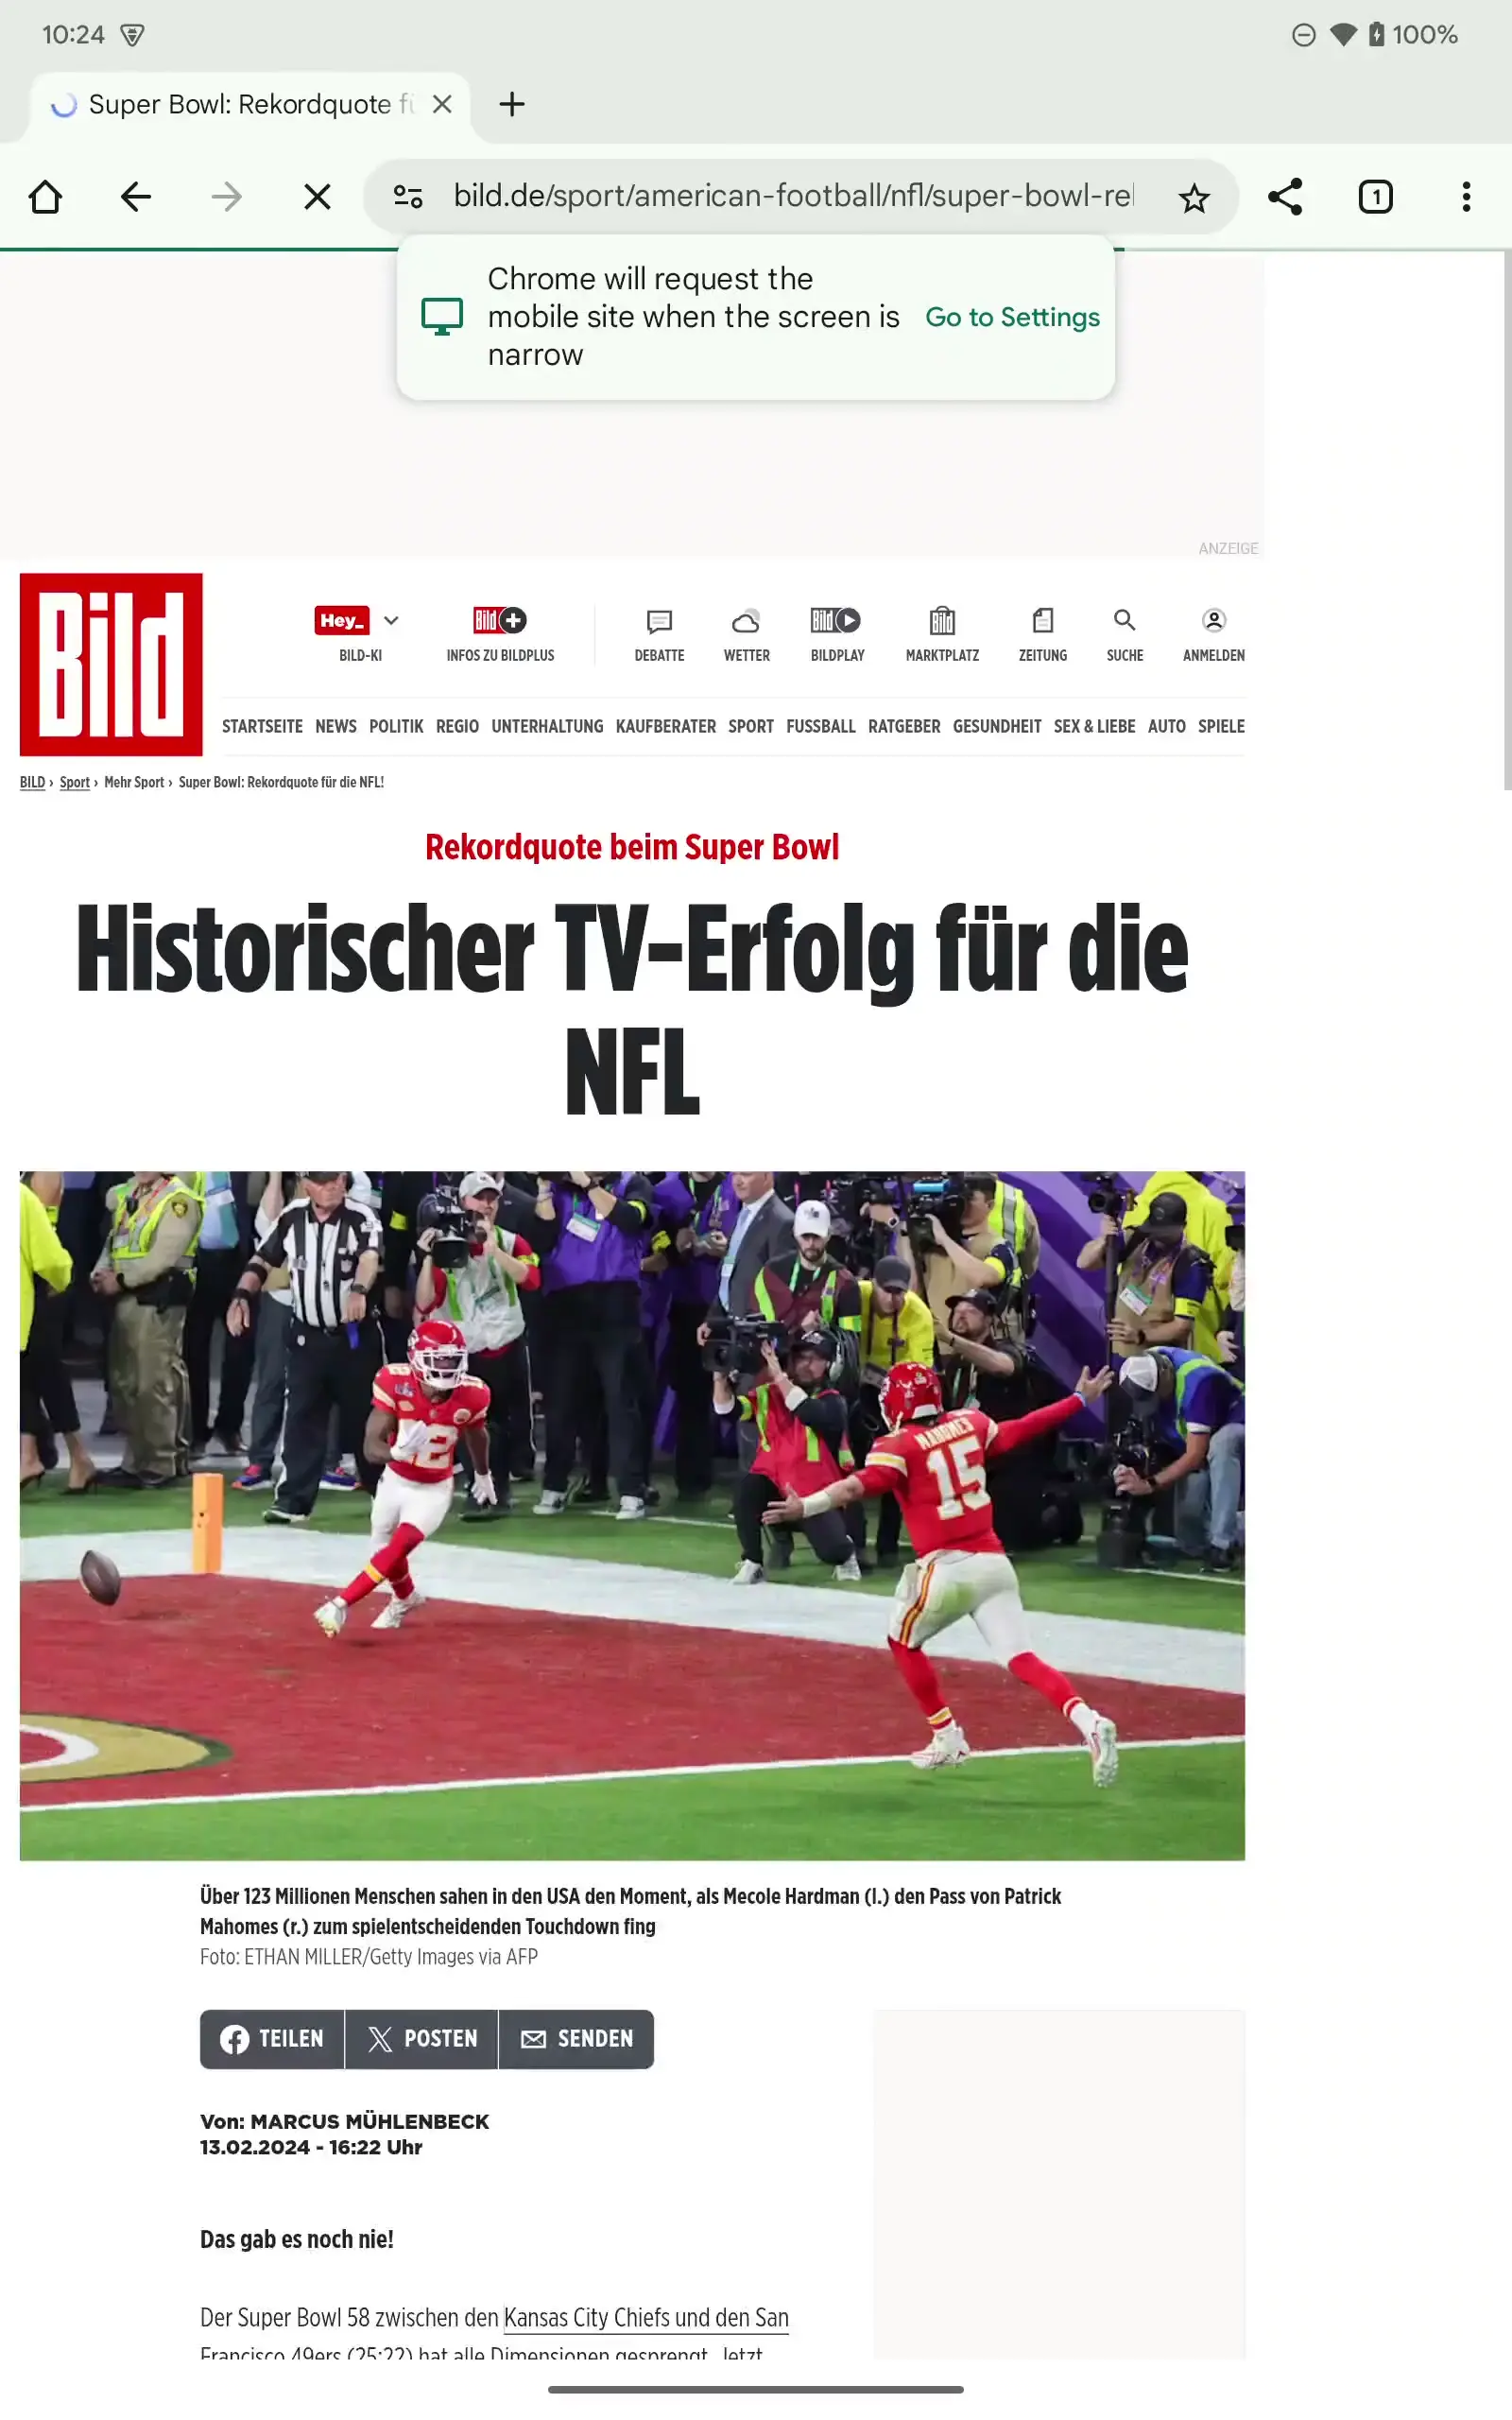 10:24
100%
Super Bowl: Rekordquote fü
bild.de/sport/american-football/nfl/super-bowl-rel
Chrome will request the
mobile site when the screen is
narrow
Go to Settings
ANZEIGE
Bild
Hey_
BILD-KI
Bild+
INFOS ZU BILDPLUS
DEBATTE
WETTER
Bild
BILDPLAY
Bild
MARKTPLATZ
ZEITUNG
SUCHE
ANMELDEN
STARTSEITE NEWS POLITIK REGIO UNTERHALTUNG KAUFBERATER SPORT FUSSBALL RATGEBER GESUNDHEIT SEX & LIEBE AUTO SPIELE
BILD › Sport › Mehr Sport › Super Bowl: Rekordquote für die NFL!
Rekordquote beim Super Bowl
Historischer TV-Erfolg für die
NFL
MAHOMES
15
Über 123 Millionen Menschen sahen in den USA den Moment, als Mecole Hardman (l.) den Pass von Patrick
Mahomes (r.) zum spielentscheidenden Touchdown fing
Foto: ETHAN MILLER/Getty Images via AFP
TEILEN
POSTEN
SENDEN
Von: MARCUS MÜHLENBECK
13.02.2024 - 16:22 Uhr
Das gab es noch nie!
Der Super Bowl 58 zwischen den Kansas City Chiefs und den San
Francisco 49ers (25:22) hat alle Dimensionen gesprengt. Jetzt